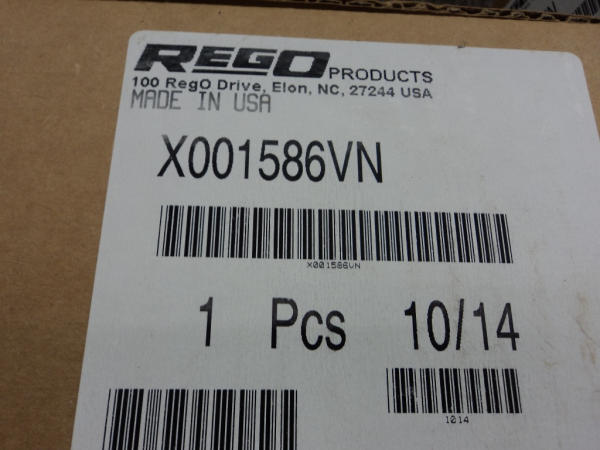 REGO PRODUCTS
100 RegO Drive, Elon, NC, 27244 USA
MADE IN USA
X001586VN
X001586VN
1 Pcs 10/14
1014